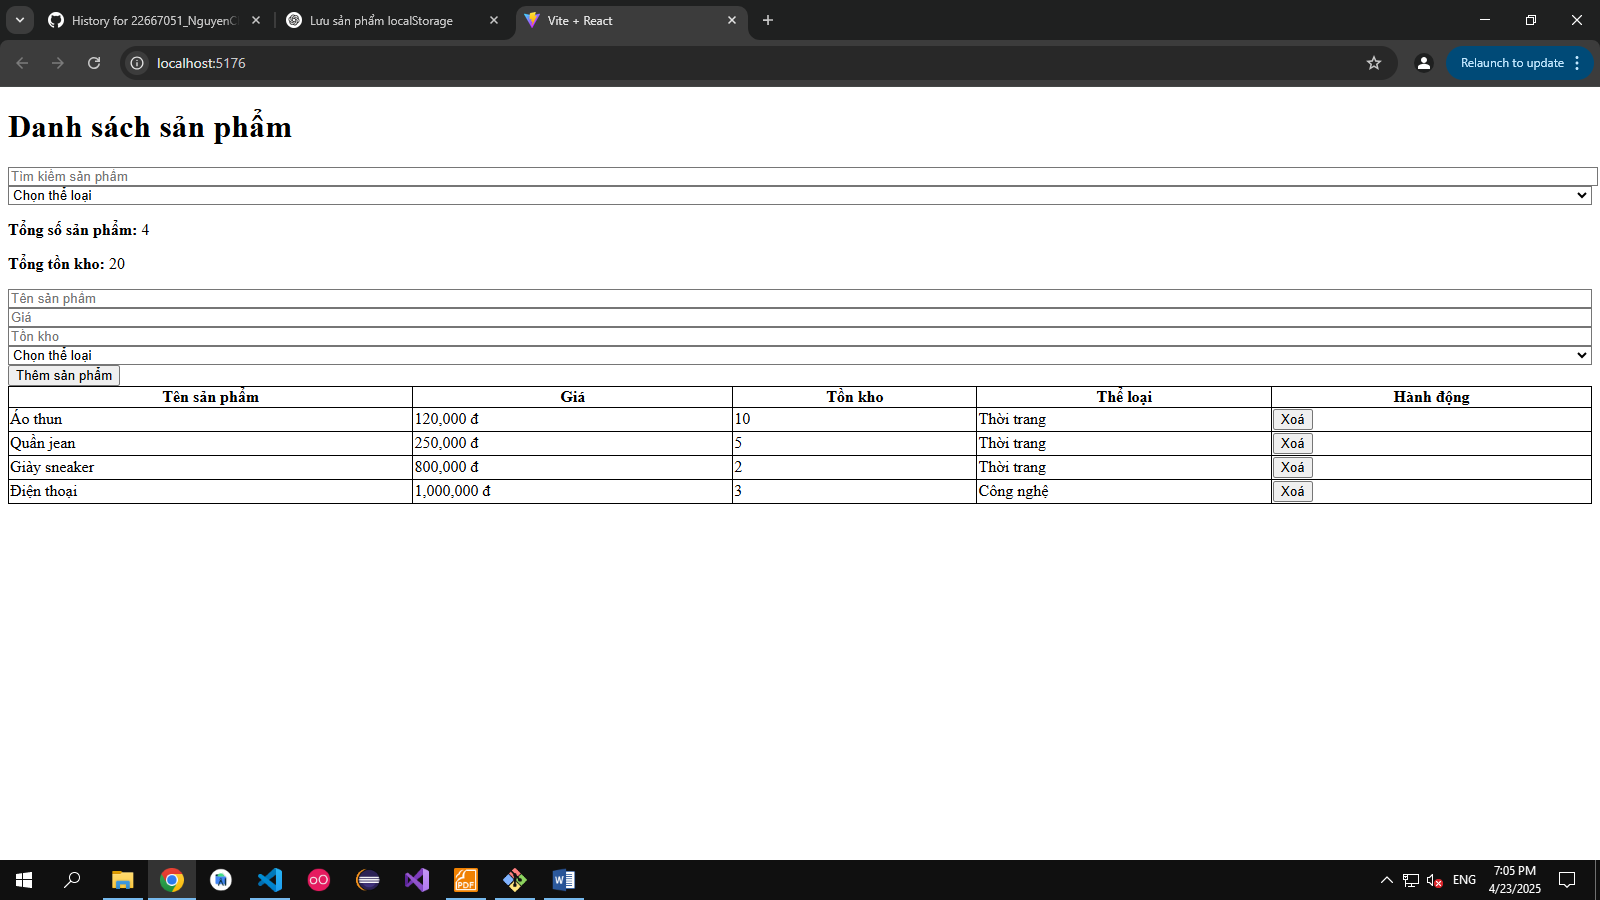 History for 22667051_NguyenC
Lưu sản phẩm localStorage
Vite + React
localhost:5176
Relaunch to update
Danh sách sản phẩm
Tìm kiếm sản phẩm
Chọn thể loại
Tổng số sản phẩm: 4
Tổng tồn kho: 20
Tên sản phẩm
Giá
Tồn kho
Chọn thể loại
Thêm sản phẩm
Tên sản phẩm Giá Tồn kho Thể loại Hành động
Áo thun 120,000 đ 10 Thời trang Xoá
Quần jean 250,000 đ 5 Thời trang Xoá
Giày sneaker 800,000 đ 2 Thời trang Xoá
Điện thoại 1,000,000 đ 3 Công nghệ Xoá
PDF
ENG
7:05 PM
4/23/2025